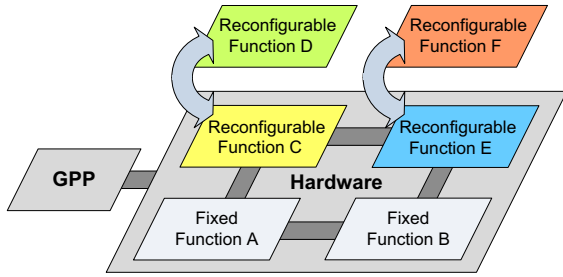 Reconfigurable
Function D
Reconfigurable
Function F
Reconfigurable
Function C
Reconfigurable
Function E
GPP
Hardware
Fixed
Function A
Fixed
Function B